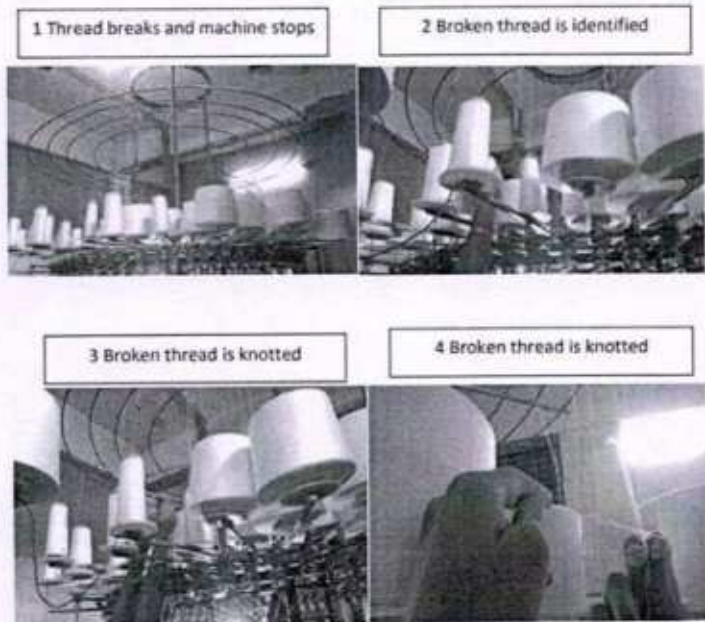 1 Thread breaks and machine stops
2 Broken thread is identified
3 Broken thread is knotted
4 Broken thread is knotted